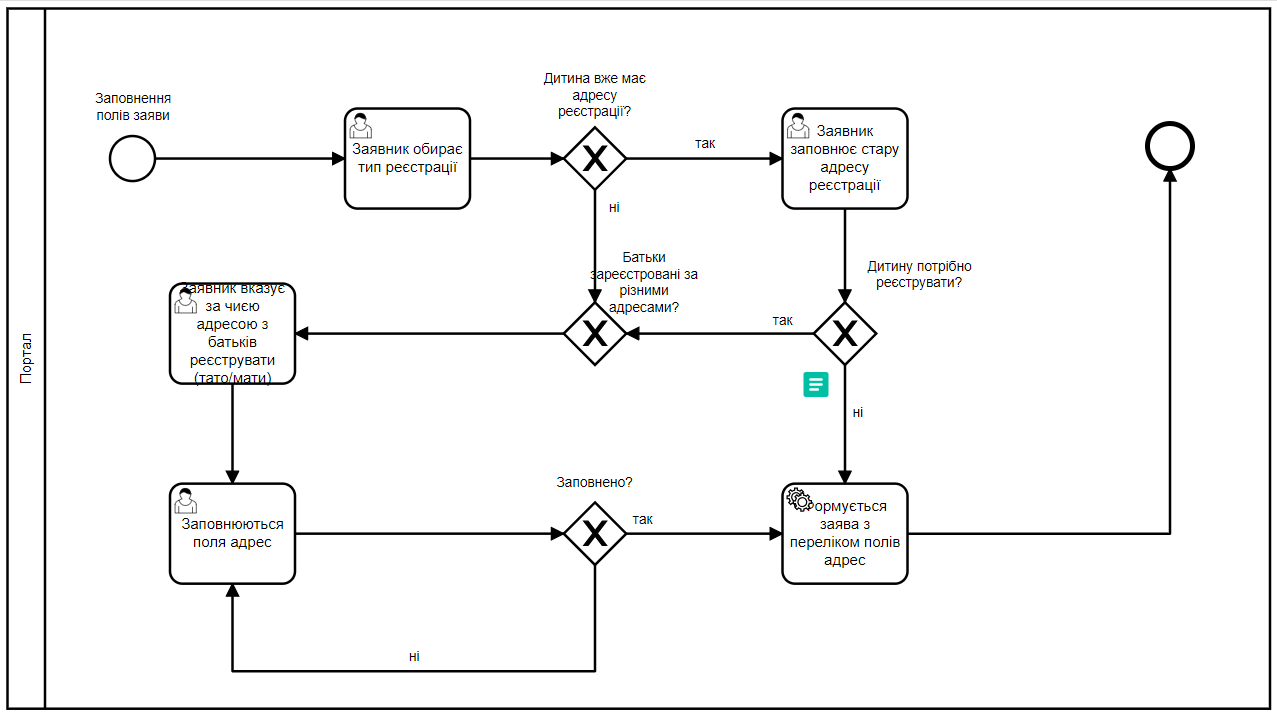 Портал
Заповнення
полів заяви
Заявник обирає
тип реєстрації
Дитина вже має
адресу
реєстрації?
так
Заявник
заповнює стару
адресу
реєстрації
ні
Батьки
зареєстровані за
різними
адресами?
Дитину потрібно
реєструвати?
так
ні
Заявник вказує
за чиєю
адресою з
батьків
реєструвати
(тато/мати)
Заповнюються
поля адрес
Заповнено?
так
ні
Формується
заява з
переліком полів
адрес